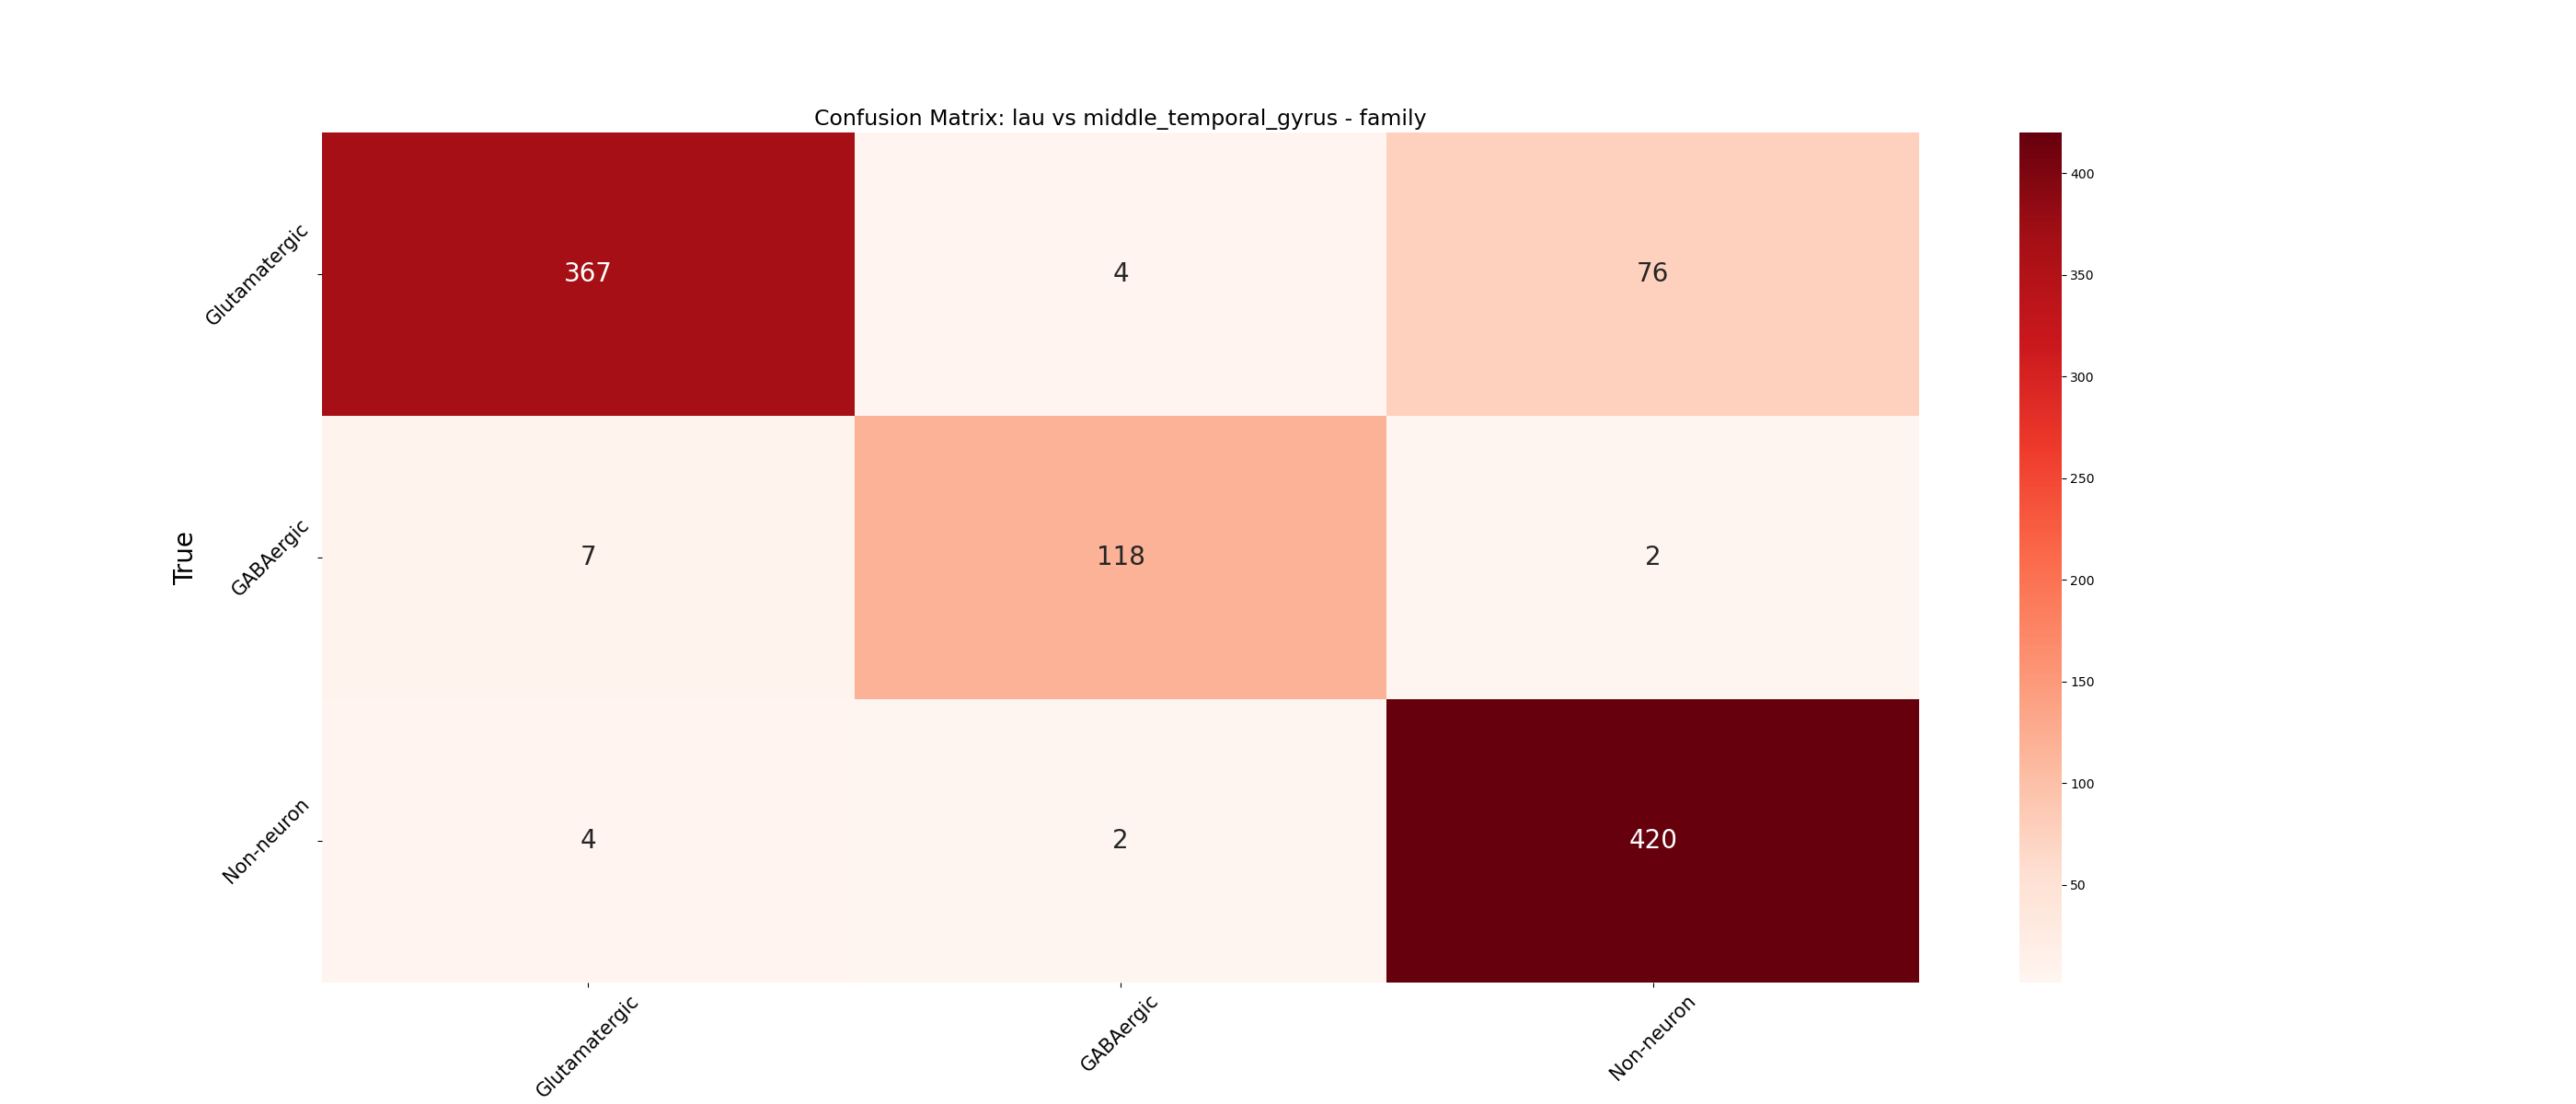 Confusion Matrix: lau vs middle_temporal_gyrus - family
True
Glutamatergic
367
4
76
GABAergic
7
118
2
Non-neuron
4
2
420
Glutamatergic
GABAergic
Non-neuron
400
350
300
250
200
150
100
50